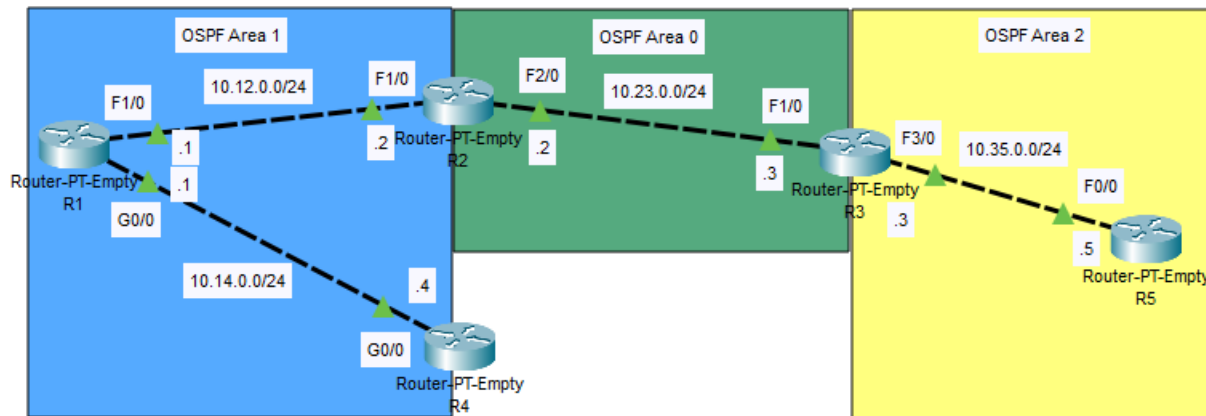 OSPF Area 1
OSPF Area 0
OSPF Area 2
10.12.0.0/24
F1/0
F2/0
10.23.0.0/24
F1/0
F1/0
F3/0
10.35.0.0/24
.1
.2
Router-PT-Empty
R2
.2
.3
Router-PT-Empty
R3
F0/0
Router-PT-Empty
R1
.1
.3
G0/0
.5
Router-PT-Empty
R5
10.14.0.0/24
.4
G0/0
Router-PT-Empty
R4